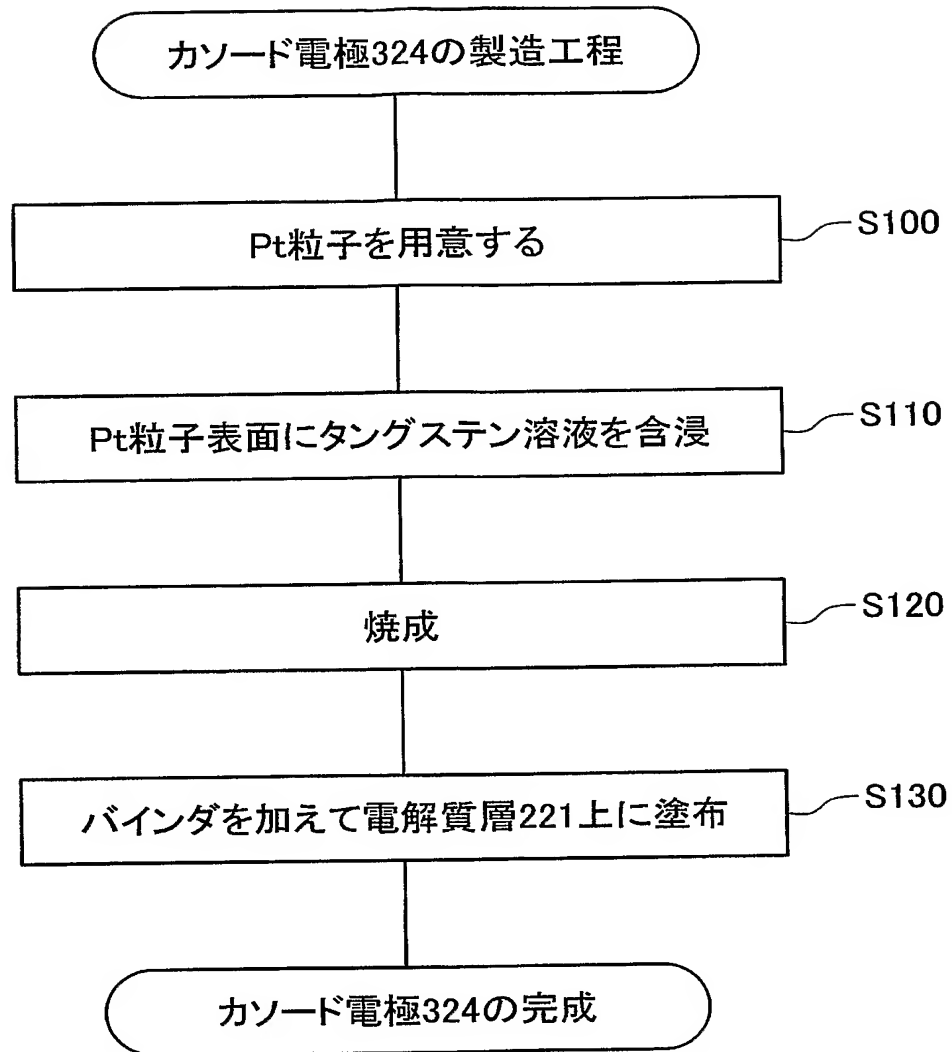 カソード電極324の製造工程
Pt粒子を用意する
S100
Pt粒子表面にタングステン溶液を含浸
S110
焼成
S120
バインダを加えて電解質層221上に塗布
S130
カソード電極324の完成